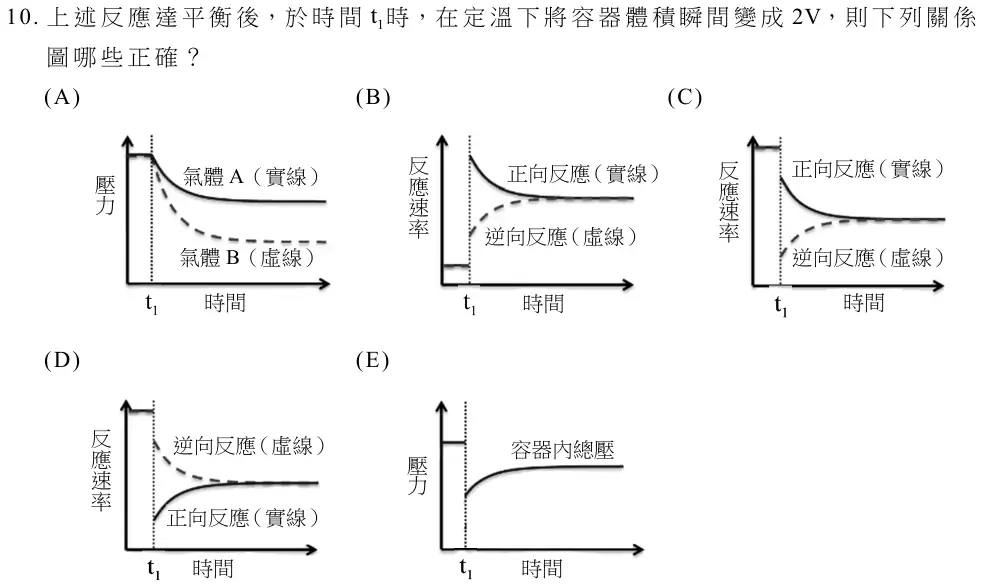 10. 上述反應達平衡後，於時間 t₁時，在定溫下將容器體積瞬間變成 2V，則下列關係
圖哪些正確？
(A)
(B)
(C)
壓力
氣體 A（實線）
氣體 B（虛線）
t₁
時間
反應速率
正向反應（實線）
逆向反應（虛線）
t₁
時間
反應速率
正向反應（實線）
逆向反應（虛線）
t₁
時間
(D)
(E)
反應速率
逆向反應（虛線）
正向反應（實線）
t₁
時間
壓力
容器內總壓
t₁
時間